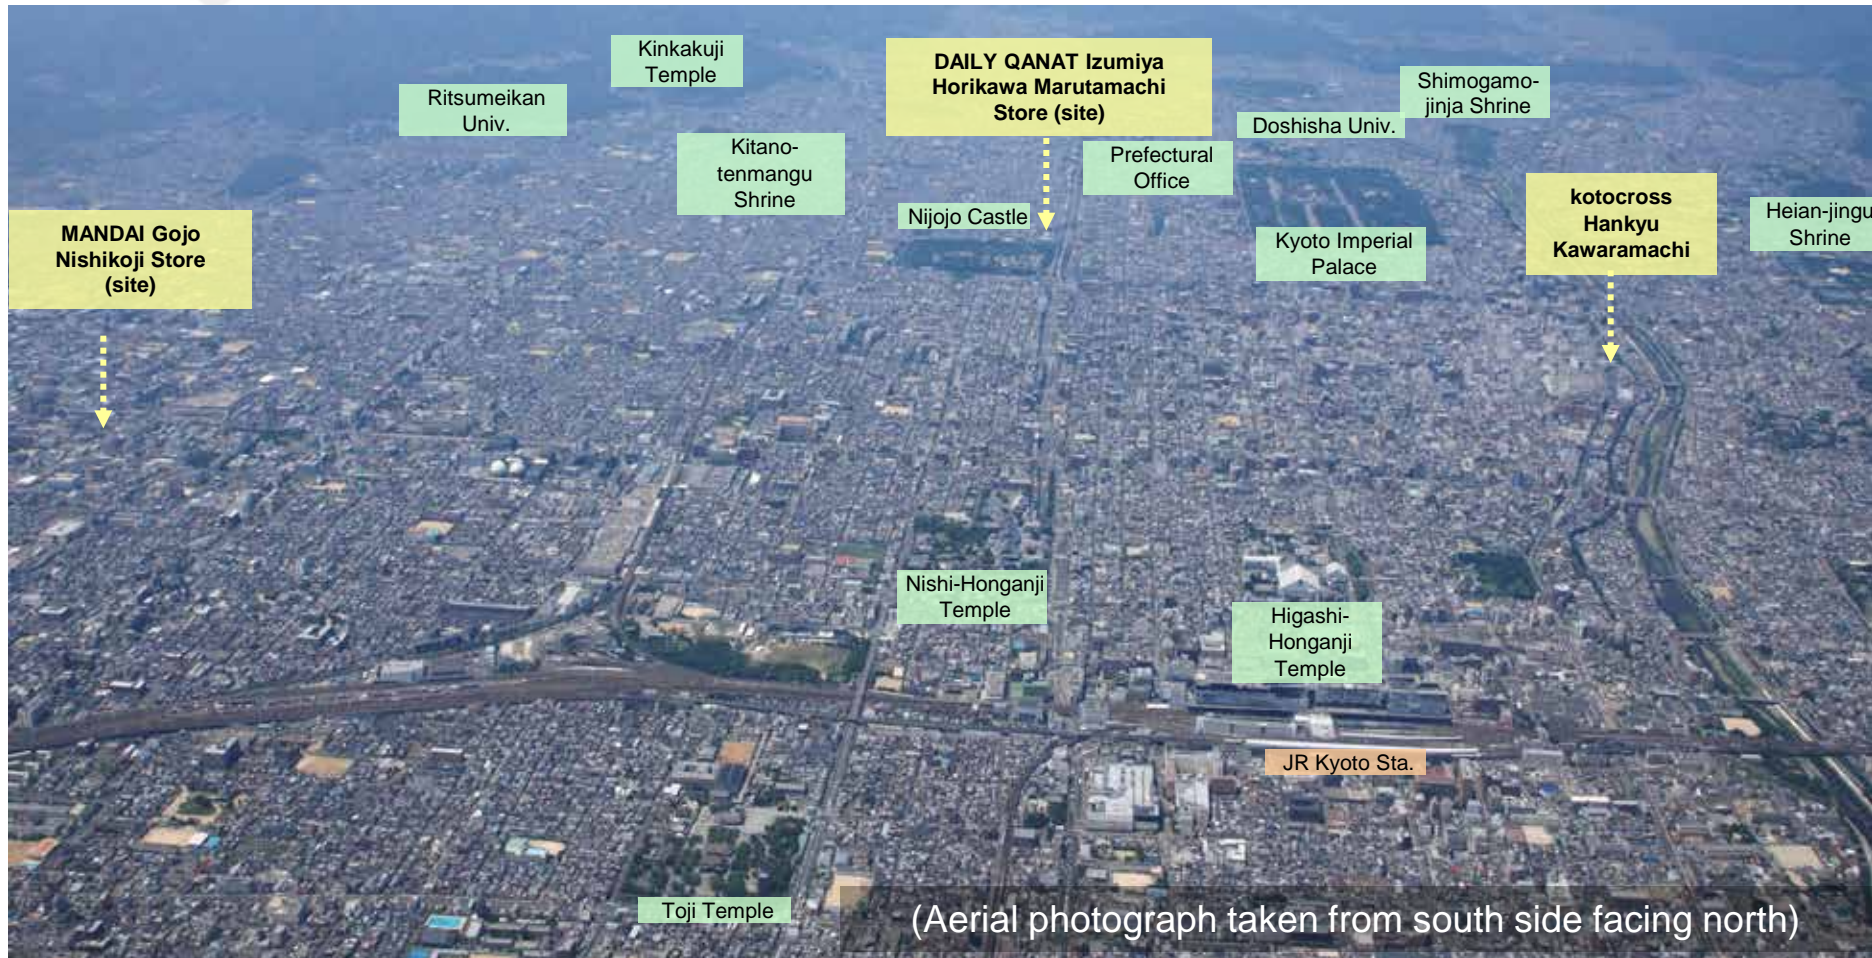 Kinkakuji
Temple
DAILY QANAT Izumiya
Horikawa Marutamachi
Store (site)
Shimogamo-
jinja Shrine
Ritsumeikan
Univ.
Doshisha Univ.
Kitano-
tenmangu
Shrine
Prefectural
Office
kotocross
Hankyu
Kawaramachi
Heian-jingu
Shrine
Nijojo Castle
MANDAI Gojo
Nishikoji Store
(site)
Kyoto Imperial
Palace
Nishi-Honganji
Temple
Higashi-
Honganji
Temple
JR Kyoto Sta.
Toji Temple
(Aerial photograph taken from south side facing north)